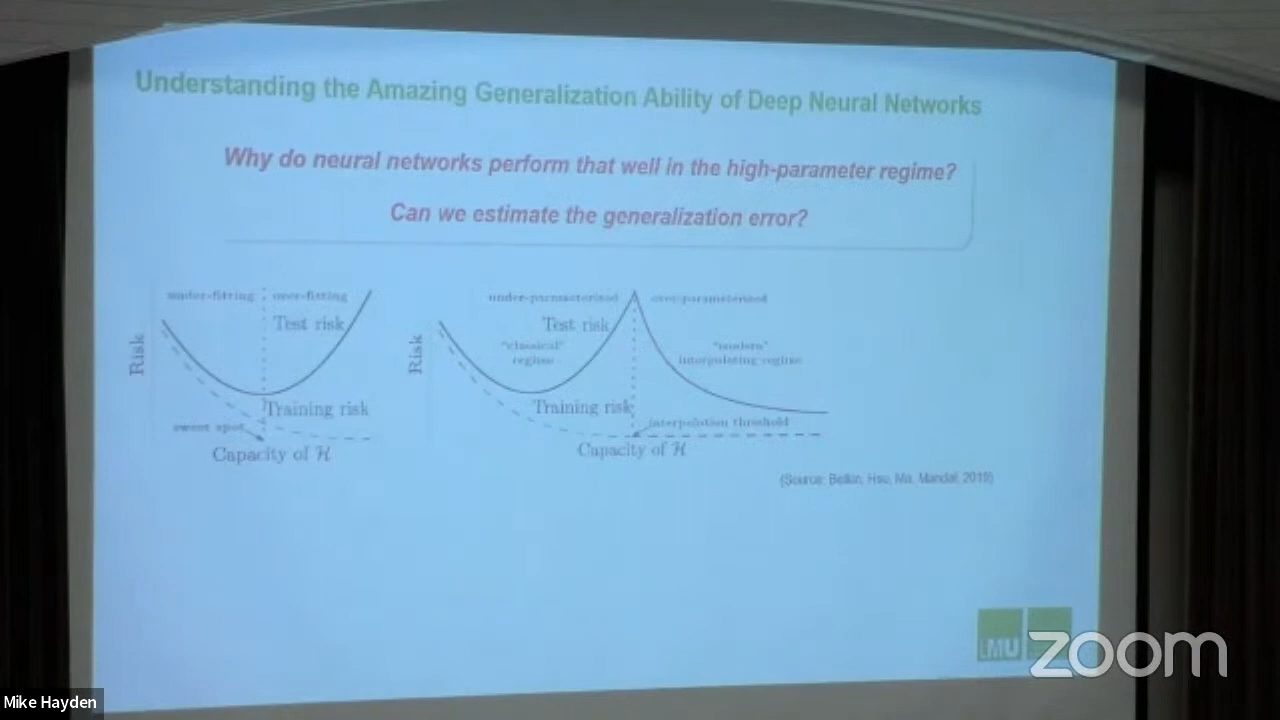 Understanding the Amazing Generalization Ability of Deep Neural Networks
Why do neural networks perform that well in the high-parameter regime?
Can we estimate the generalization error?
under-fitting
over-fitting
Test risk
Risk
Training risk
sweet spot
Capacity of H
under-parameterized
over-parameterized
Test risk
"classical"
regime
"modern"
interpolating regime
Risk
Training risk
interpolation threshold
Capacity of H
(Source: Belkin, Hsu, Ma, Mandal, 2019)
LMU
zoom
Mike Hayden